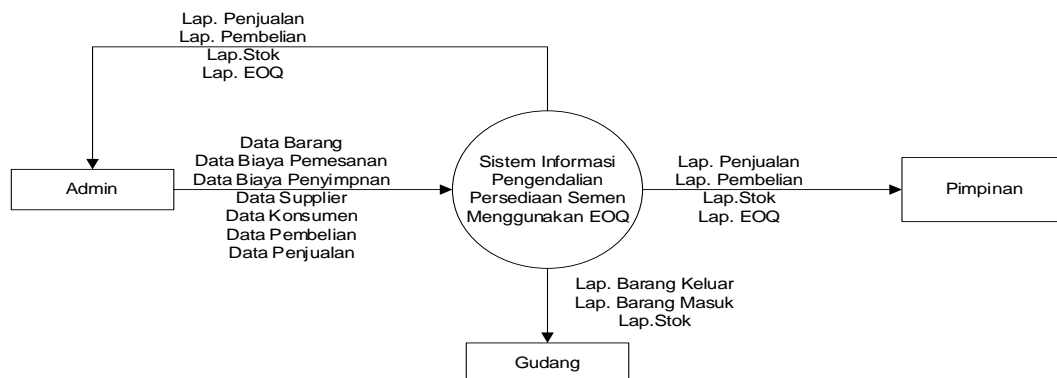 Lap. Penjualan
Lap. Pembelian
Lap.Stok
Lap. EOQ
Admin
Data Barang
Data Biaya Pemesanan
Data Biaya Penyimpnan
Data Supplier
Data Konsumen
Data Pembelian
Data Penjualan
Sistem Informasi
Pengendalian
Persediaan Semen
Menggunakan EOQ
Lap. Penjualan
Lap. Pembelian
Lap.Stok
Lap. EOQ
Pimpinan
Lap. Barang Keluar
Lap. Barang Masuk
Lap.Stok
Gudang